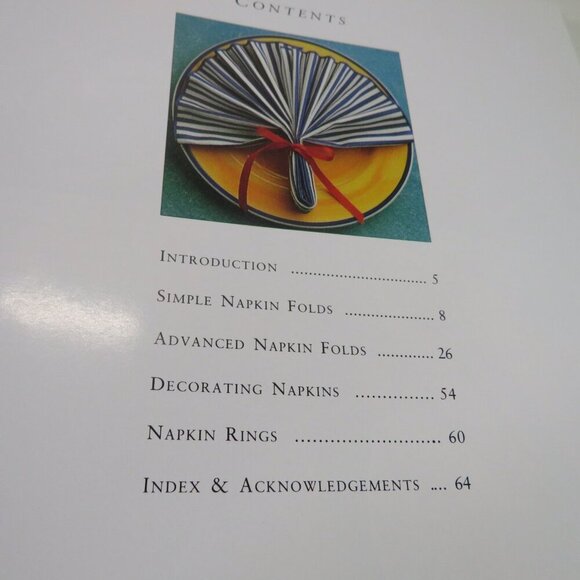 CONTENTS
INTRODUCTION .............................. 5
SIMPLE NAPKIN FOLDS .................... 8
ADVANCED NAPKIN FOLDS ............. 26
DECORATING NAPKINS ............... 54
NAPKIN RINGS .......................... 60
INDEX & ACKNOWLEDGEMENTS .... 64